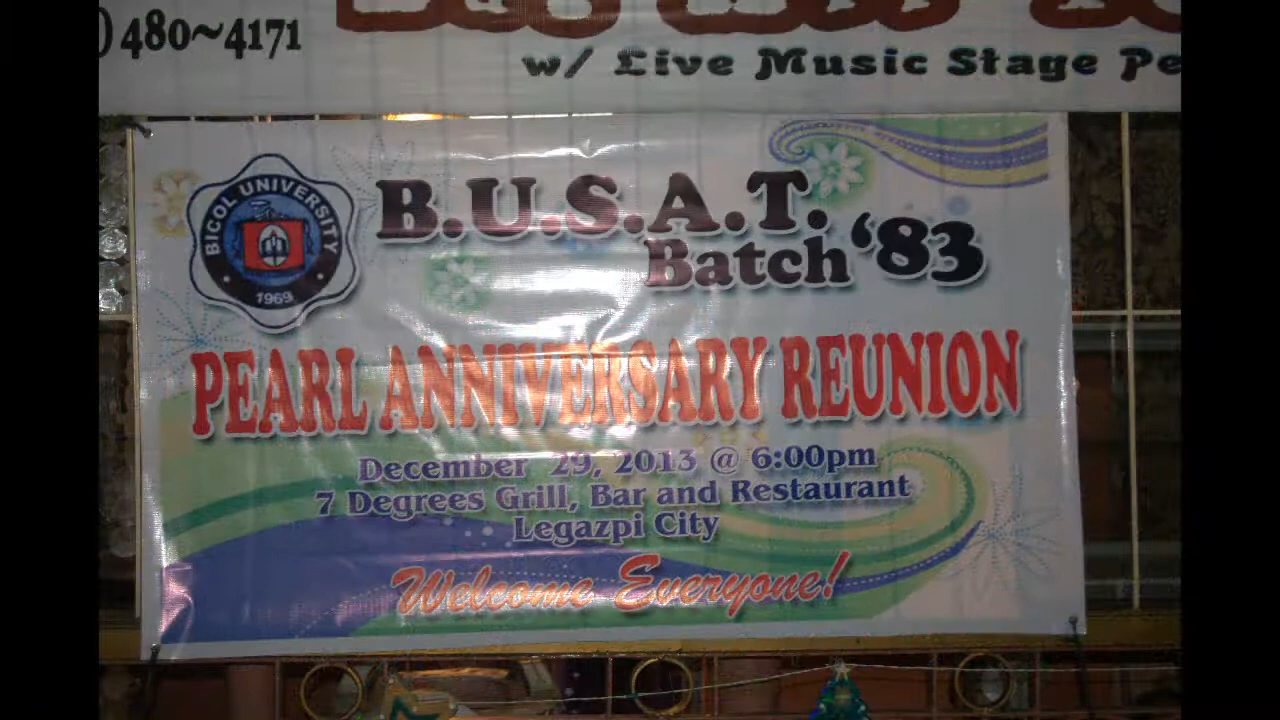 ) 480~4171
w/ Live Music Stage Pe
BICOL UNIVERSITY
1969
B.U.S.A.T.
Batch '83
PEARL ANNIVERSARY REUNION
December 29, 2013 @ 6:00pm
7 Degrees Grill, Bar and Restaurant
Legazpi City
Welcome Everyone!